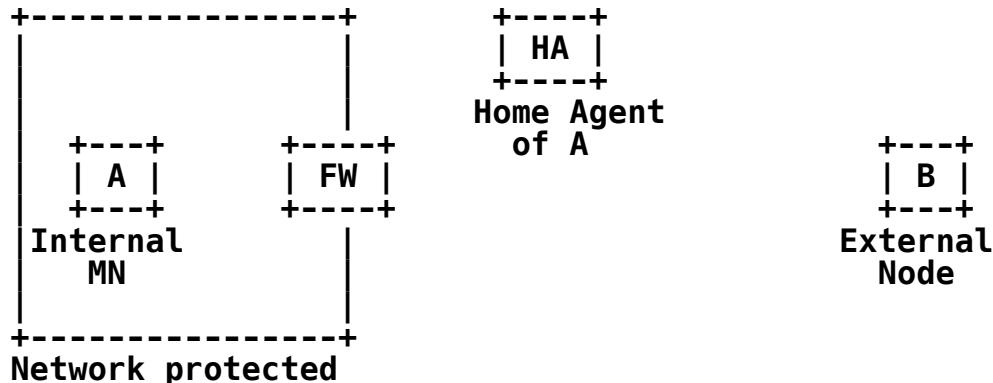 +----------------+ +----+
| | | HA |
| | +----+
| | Home Agent
| +---+ +----+ of A +---+
| | A | | FW | | B |
| +---+ +----+ +---+
|Internal | External
| MN | Node
| |
+----------------+
Network protected